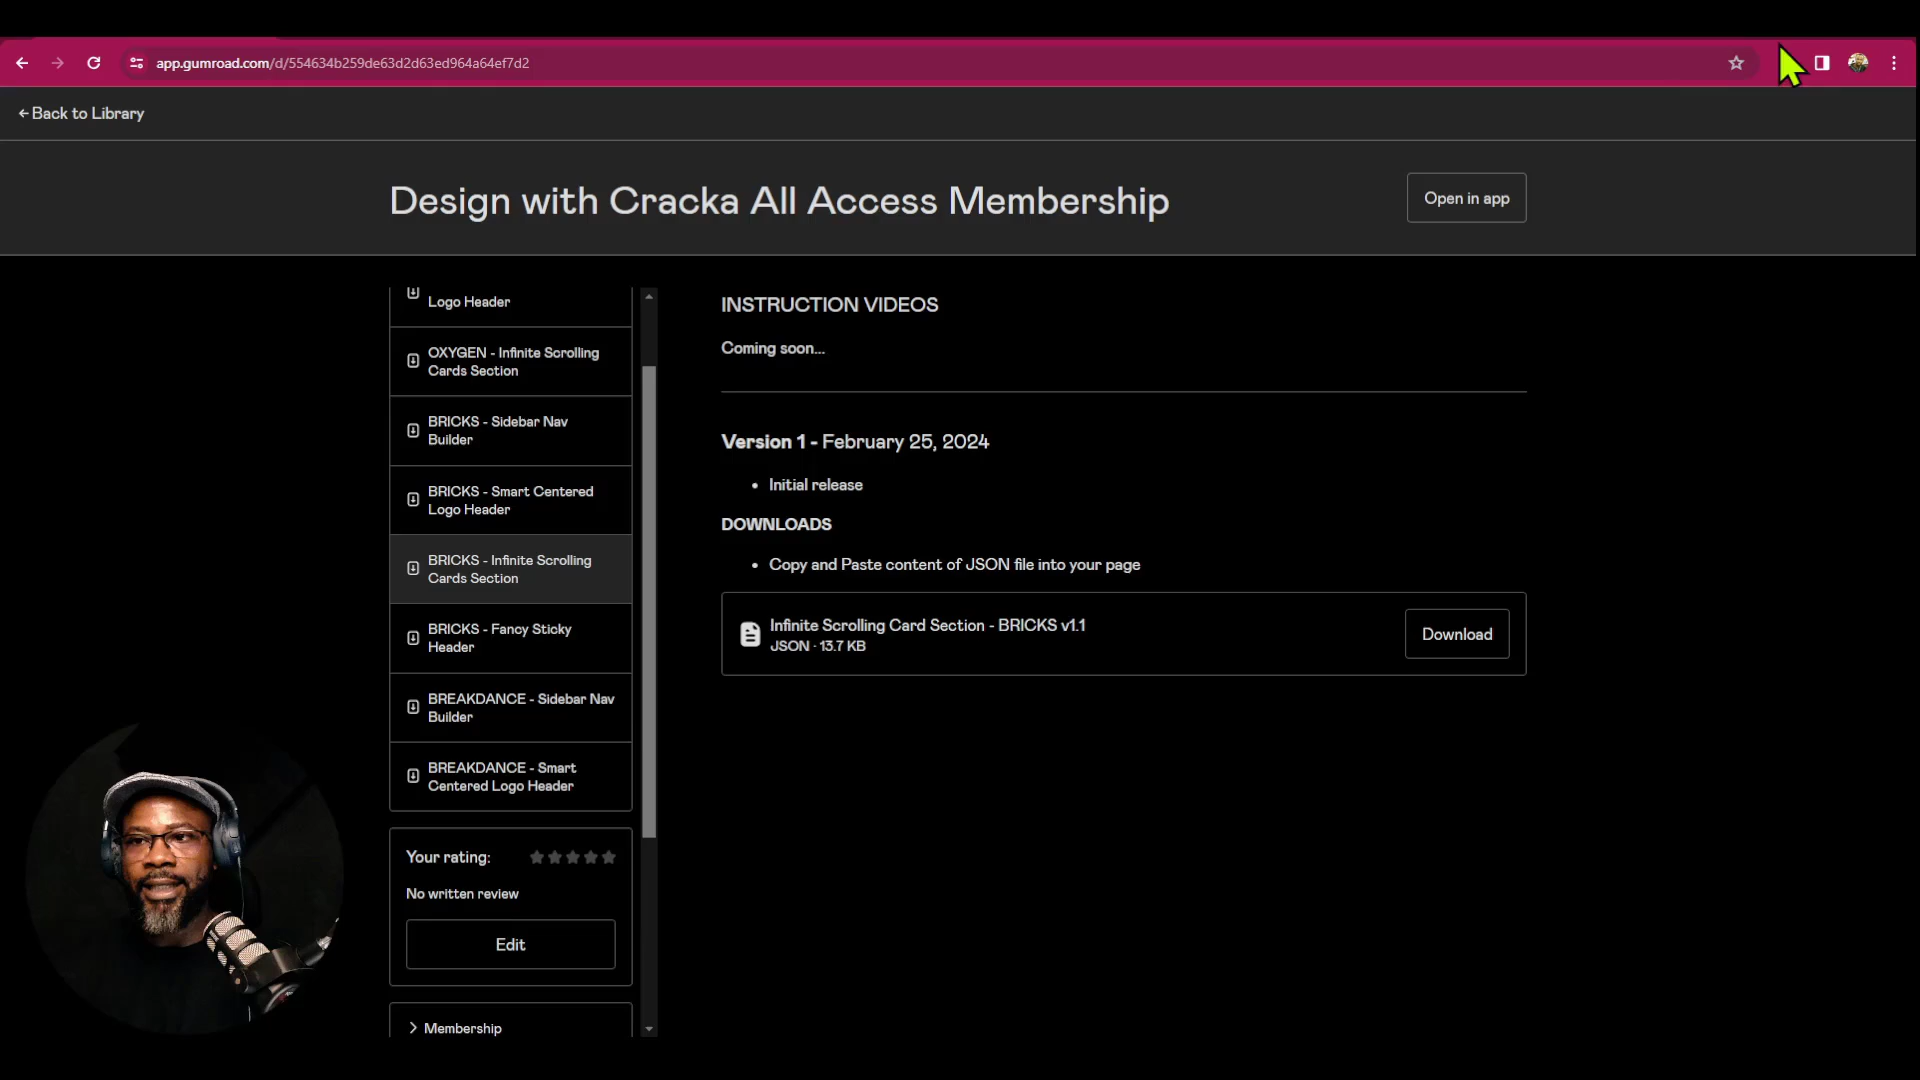 app.gumroad.com/d/554634b259de63d2d63ed964a64ef7d2
Back to Library
Design with Cracka All Access Membership
Open in app
Logo Header
OXYGEN - Infinite Scrolling
Cards Section
BRICKS - Sidebar Nav
Builder
BRICKS - Smart Centered
Logo Header
BRICKS - Infinite Scrolling
Cards Section
BRICKS - Fancy Sticky
Header
BREAKDANCE - Sidebar Nav
Builder
BREAKDANCE - Smart
Centered Logo Header
Your rating:
No written review
Edit
Membership
INSTRUCTION VIDEOS
Coming soon...
Version 1 - February 25, 2024
• Initial release
DOWNLOADS
• Copy and Paste content of JSON file into your page
Infinite Scrolling Card Section - BRICKS v1.1
JSON · 13.7 KB
Download